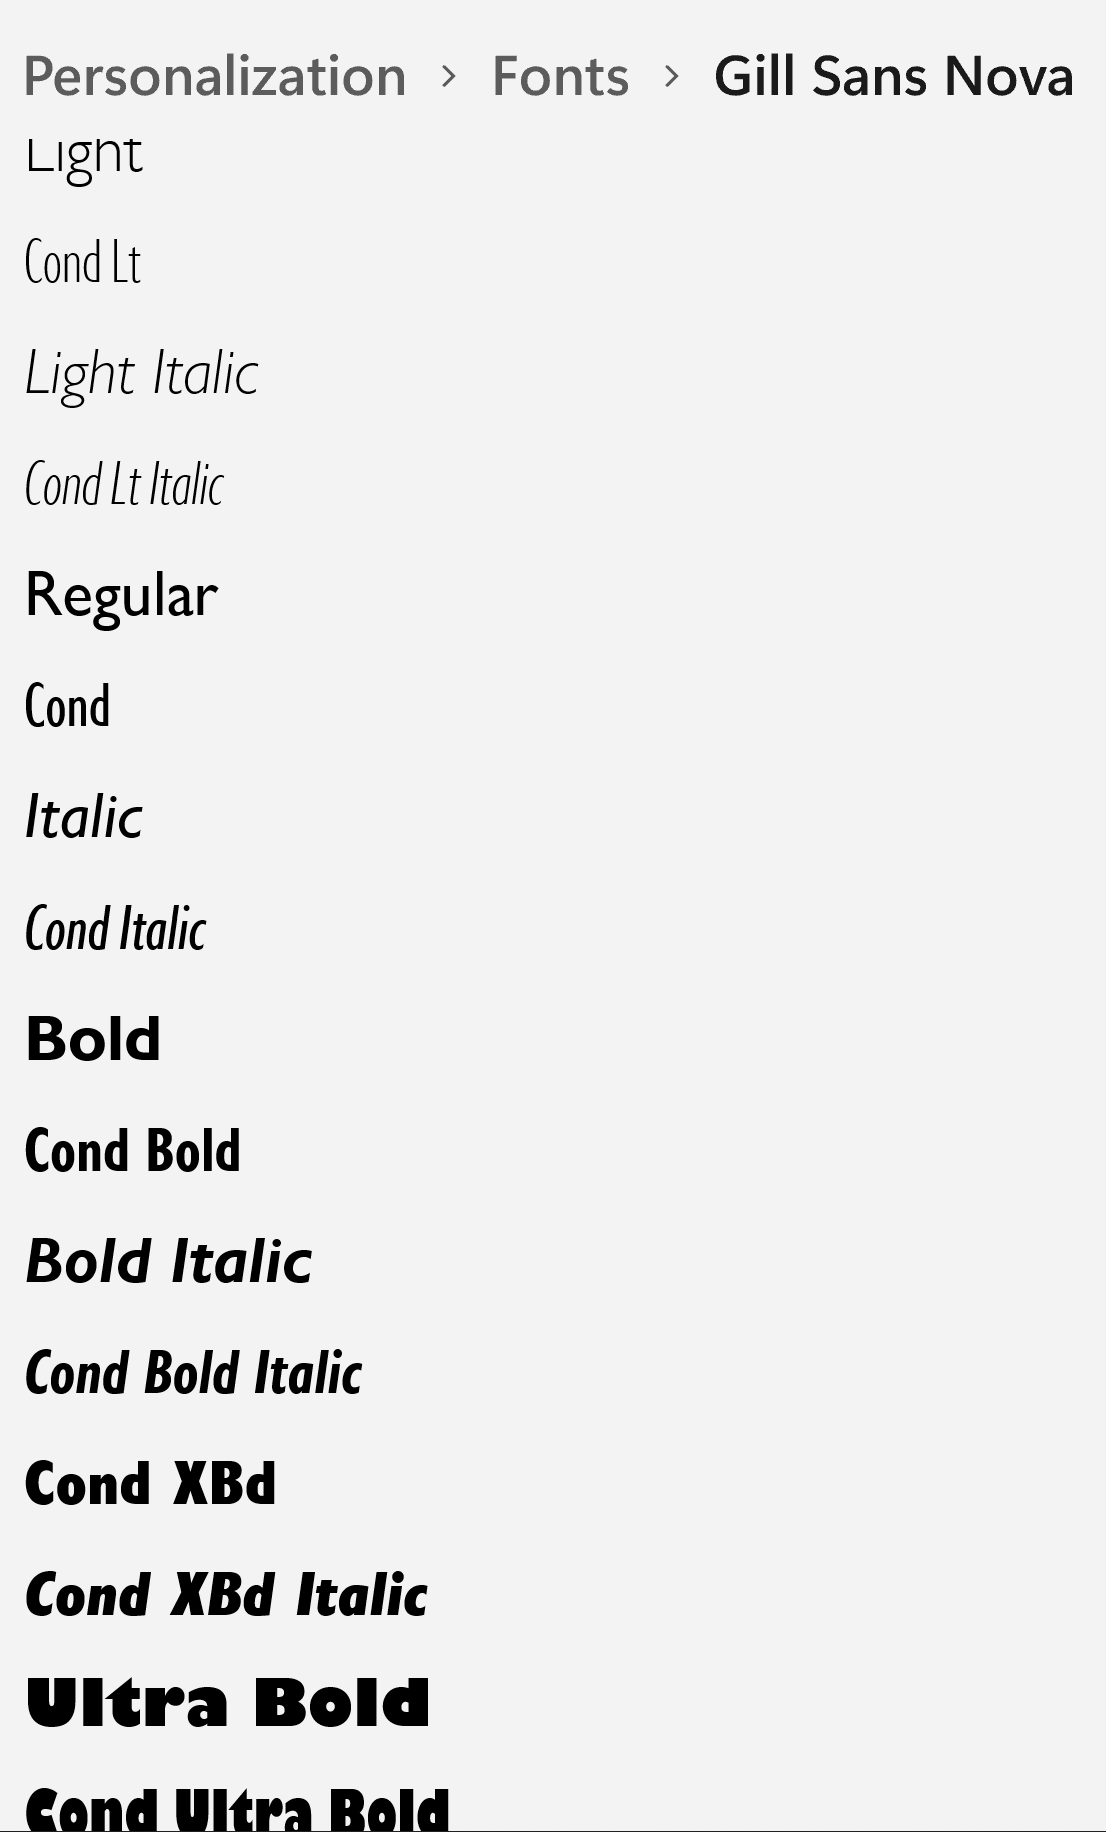 Personalization > Fonts > Gill Sans Nova
Light
Cond Lt
Light Italic
Cond Lt Italic
Regular
Cond
Italic
Cond Italic
Bold
Cond Bold
Bold Italic
Cond Bold Italic
Cond XBd
Cond XBd Italic
Ultra Bold
Cond Ultra Bold